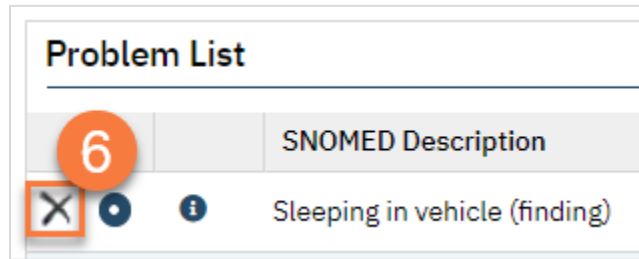 Problem List
6
SNOMED Description
Sleeping in vehicle (finding)